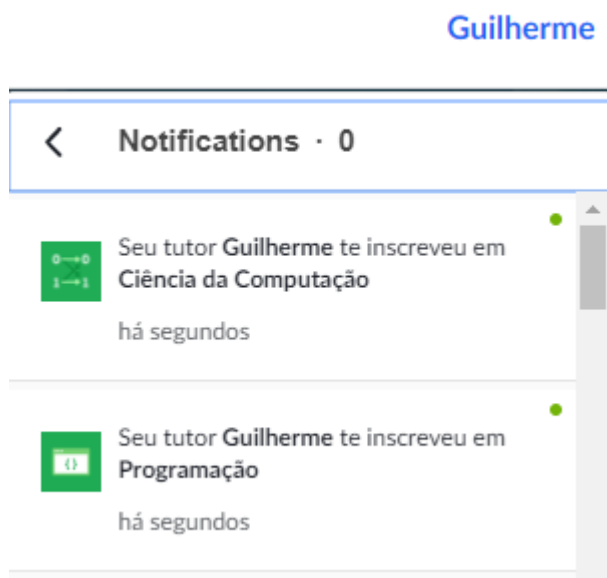 Guilherme
Notifications · 0
Seu tutor Guilherme te inscreveu em
Ciência da Computação
há segundos
Seu tutor Guilherme te inscreveu em
Programação
há segundos